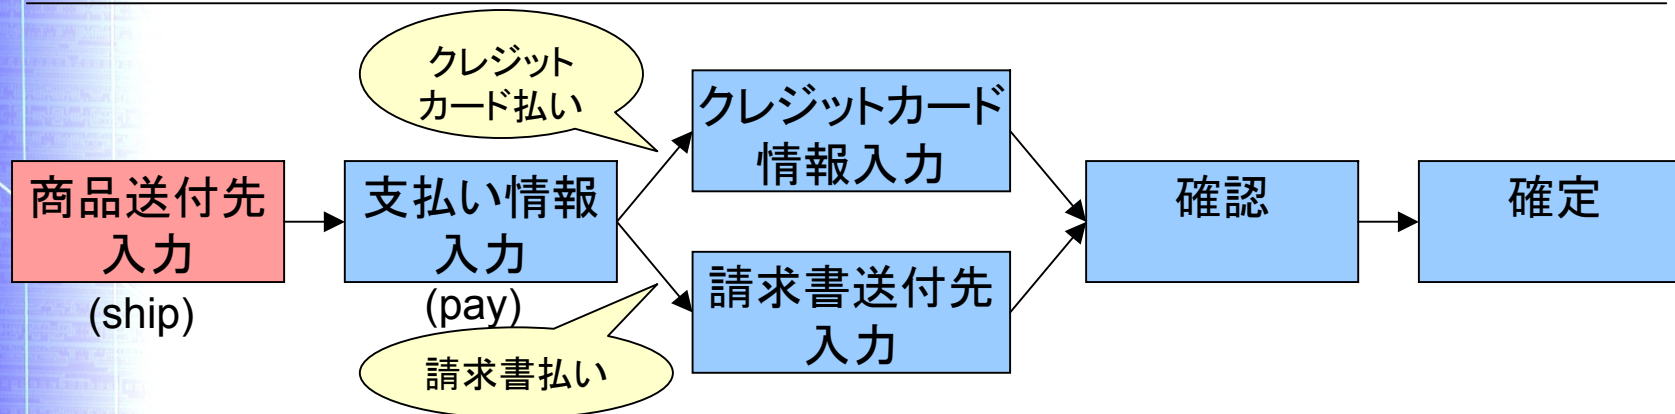 クレジット
カード払い
クレジットカード
情報入力
商品送付先
入力
(ship)
支払い情報
入力
(pay)
請求書払い
請求書送付先
入力
確認
確定